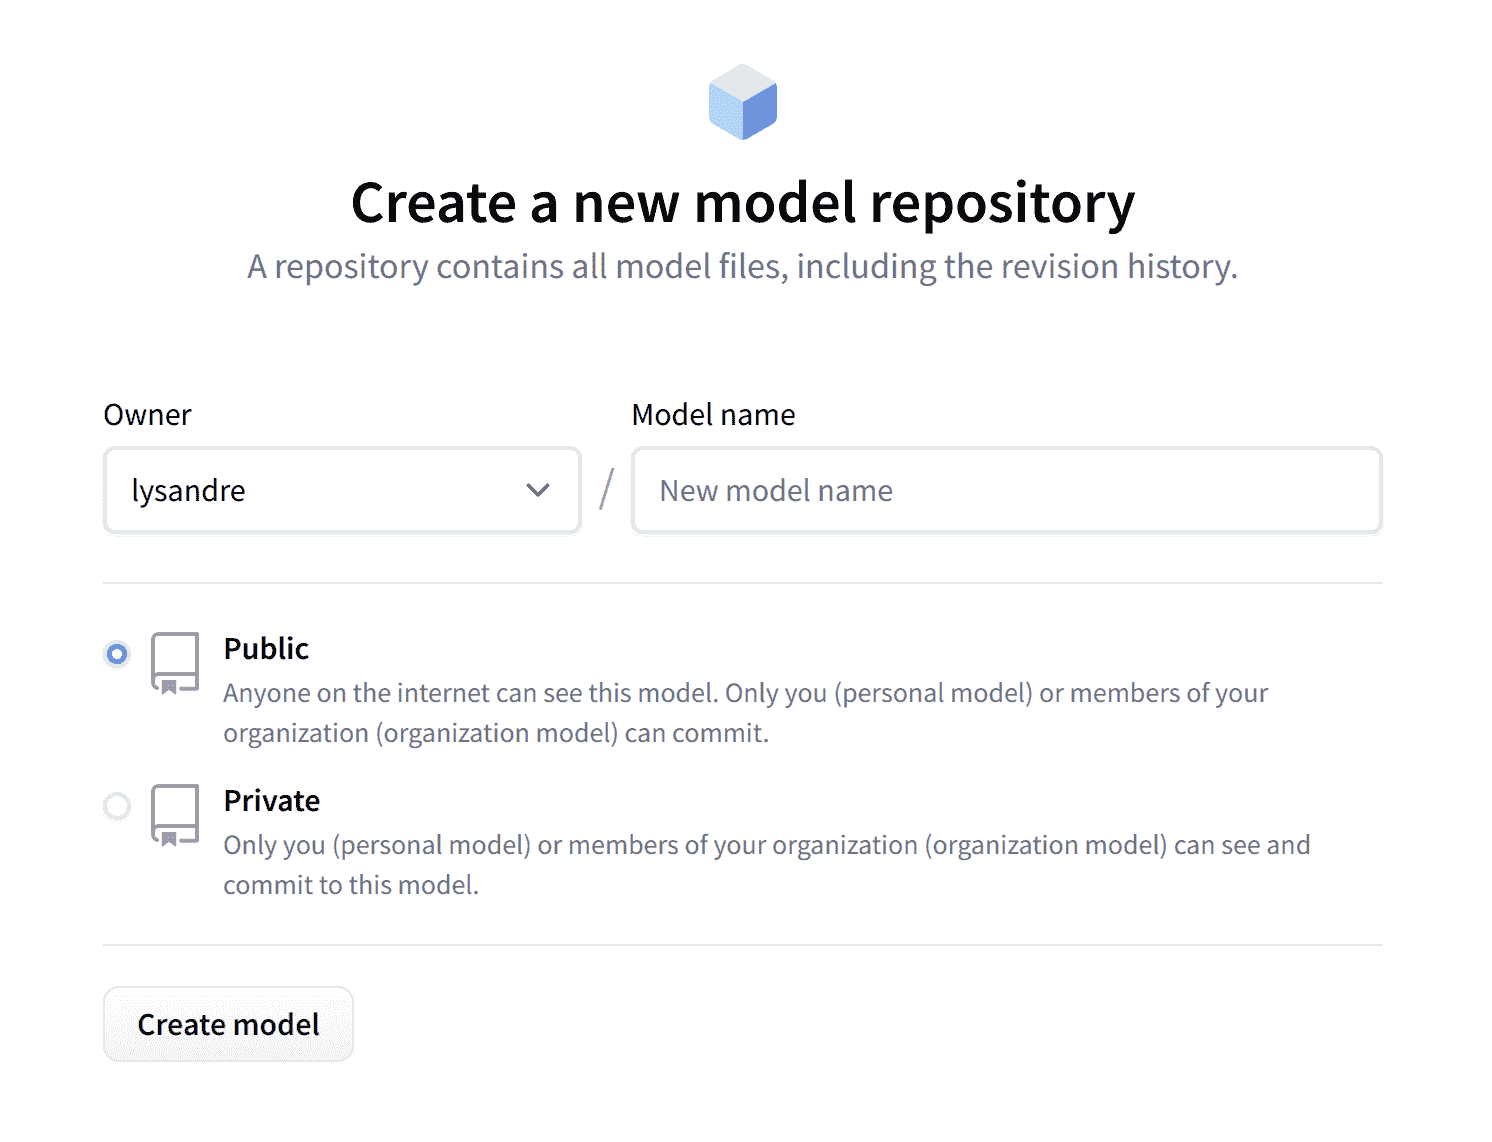 Create a new model repository
A repository contains all model files, including the revision history.
Owner
Model name
lysandre
/
New model name
Public
Anyone on the internet can see this model. Only you (personal model) or members of your
organization (organization model) can commit.
Private
Only you (personal model) or members of your organization (organization model) can see and
commit to this model.
Create model